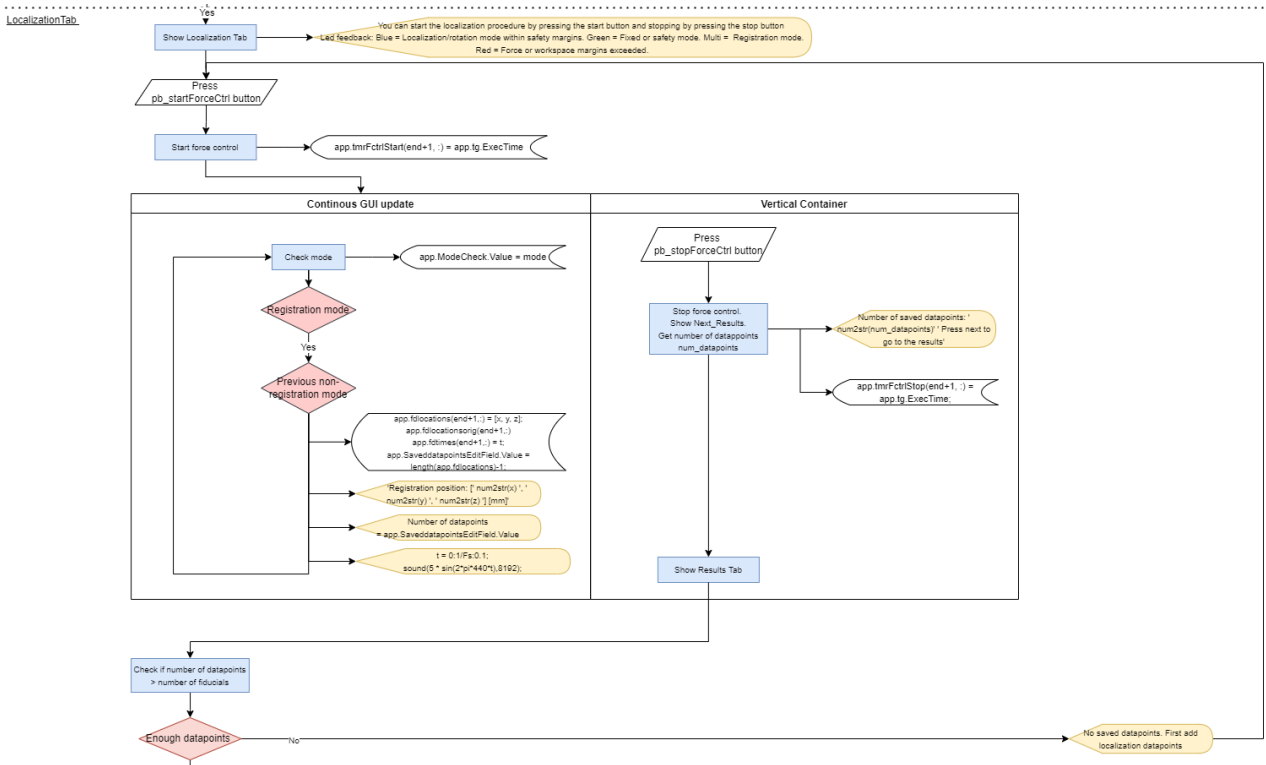 LocalizationTab
Yes
Show Localization Tab
You can start the localization procedure by pressing the start button and stopping by pressing the stop button
Led feedback: Blue = Localization/rotation mode within safety margins. Green = Fixed or safety mode. Multi = Registration mode.
Red = Force or workspace margins exceeded.
Press
pb_startForceCtrl button
Start force control
app.tmrFctrlStart(end+1, :) = app.tg.ExecTime
Continous GUI update
Vertical Container
Check mode
app.ModeCheck.Value = mode
Registration mode
Yes
Previous non-
registration mode
app.fdlocations(end+1,:) = [x, y, z];
app.fdlocationsorig(end+1,:)
app.fdtimes(end+1,:) = t;
app.SaveddatapointsEditField.Value =
length(app.fdlocations)-1;
'Registration position: [' num2str(x) ', '
num2str(y) ', ' num2str(z) '] [mm]'
Number of datapoints
= app.SaveddatapointsEditField.Value
t = 0:1/Fs:0.1;
sound(5 * sin(2*pi*440*t),8192);
Press
pb_stopForceCtrl button
Stop force control.
Show Next_Results.
Get number of datappoints
num_datapoints
Number of saved datapoints: '
num2str(num_datapoints)' ' Press next to
go to the results'
app.tmrFctrlStop(end+1, :) =
app.tg.ExecTime;
Show Results Tab
Check if number of datapoints
> number of fiducials
Enough datapoints
No
No saved datapoints. First add
localization datapoints